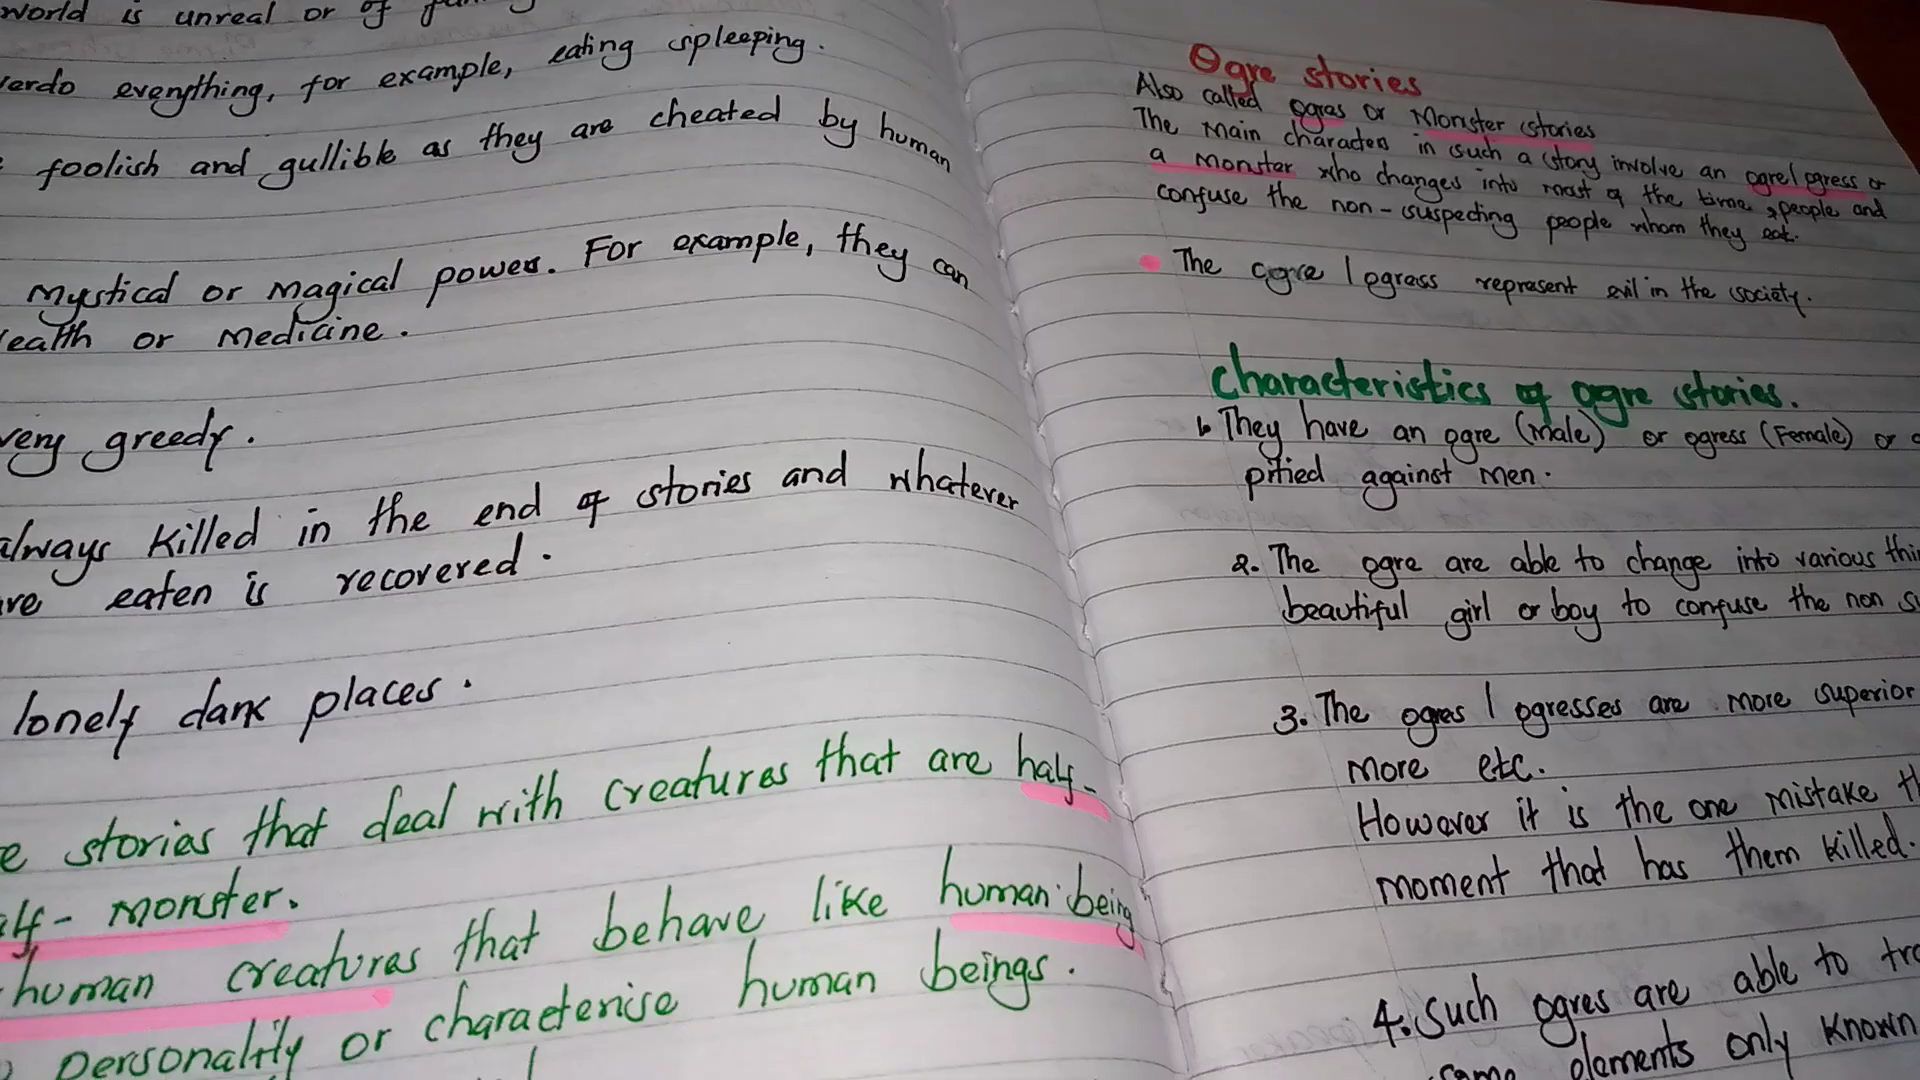 world is unreal or of
everything, for example, eating spleeping.
foolish and gullible as they are cheated by human
mystical or magical power. For example, they can
ealth or medicine.
very greedy.
always killed in the end of stories and whatever
eaten is recovered.
lonely dark places.
stories that deal with creatures that are half-
alf- monster.
human creatures that behave like human being
personality or characterise human beings.
Ogre stories
Also called ogres or Monster stories
The main characters in such a story involve an ogre/ogress or
a monster who changes into most of the time, people and
confuse the non-suspecting people whom they eat.
The ogre / ogress represent evil in the society.
Characteristics of ogre stories.
They have an ogre (Male) or ogress (Female) or
pitied against men.
2. The ogre are able to change into various thi
beautiful girl or boy to confuse the non su
3. The ogres / ogresses are more superior
more etc.
However it is the one mistake th
moment that has them killed.
4. Such ogres are able to tra
some elements only known